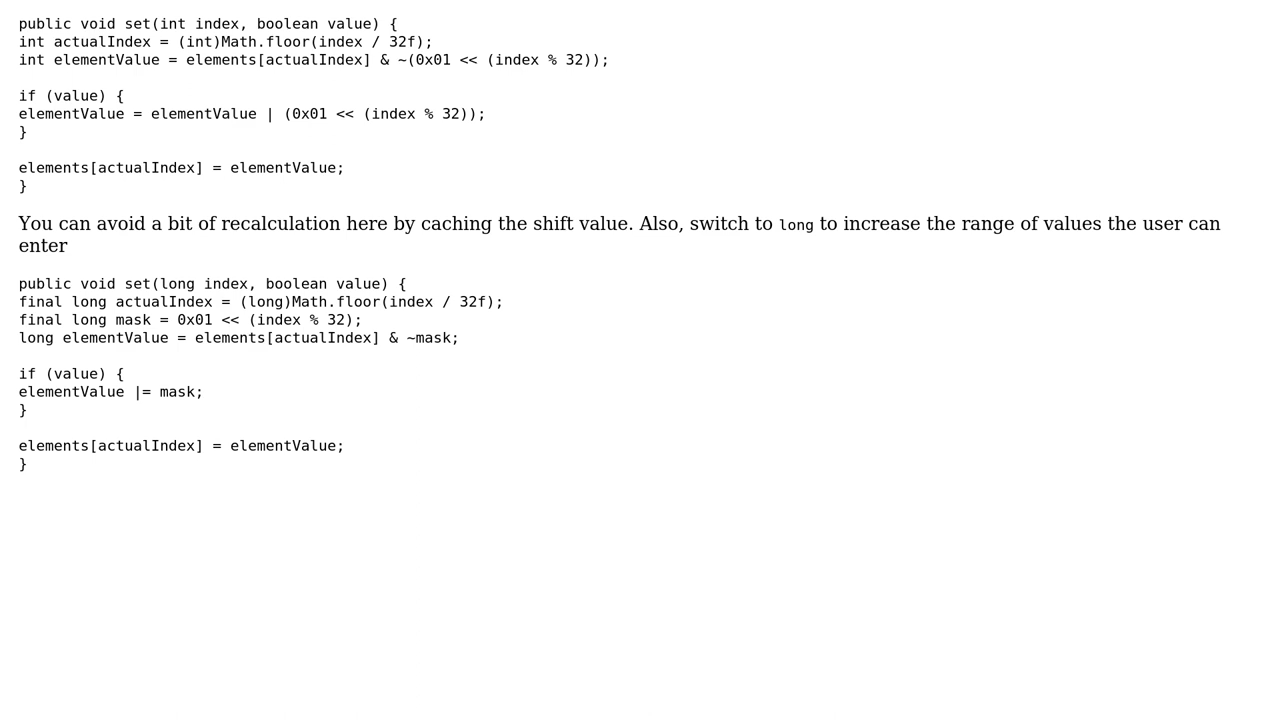 public void set(int index, boolean value) {
int actualIndex = (int)Math.floor(index / 32f);
int elementValue = elements[actualIndex] & ~(0x01 << (index % 32));

if (value) {
elementValue = elementValue | (0x01 << (index % 32));
}

elements[actualIndex] = elementValue;
}

You can avoid a bit of recalculation here by caching the shift value. Also, switch to long to increase the range of values the user can
enter

public void set(long index, boolean value) {
final long actualIndex = (long)Math.floor(index / 32f);
final long mask = 0x01 << (index % 32);
long elementValue = elements[actualIndex] & ~mask;

if (value) {
elementValue |= mask;
}

elements[actualIndex] = elementValue;
}